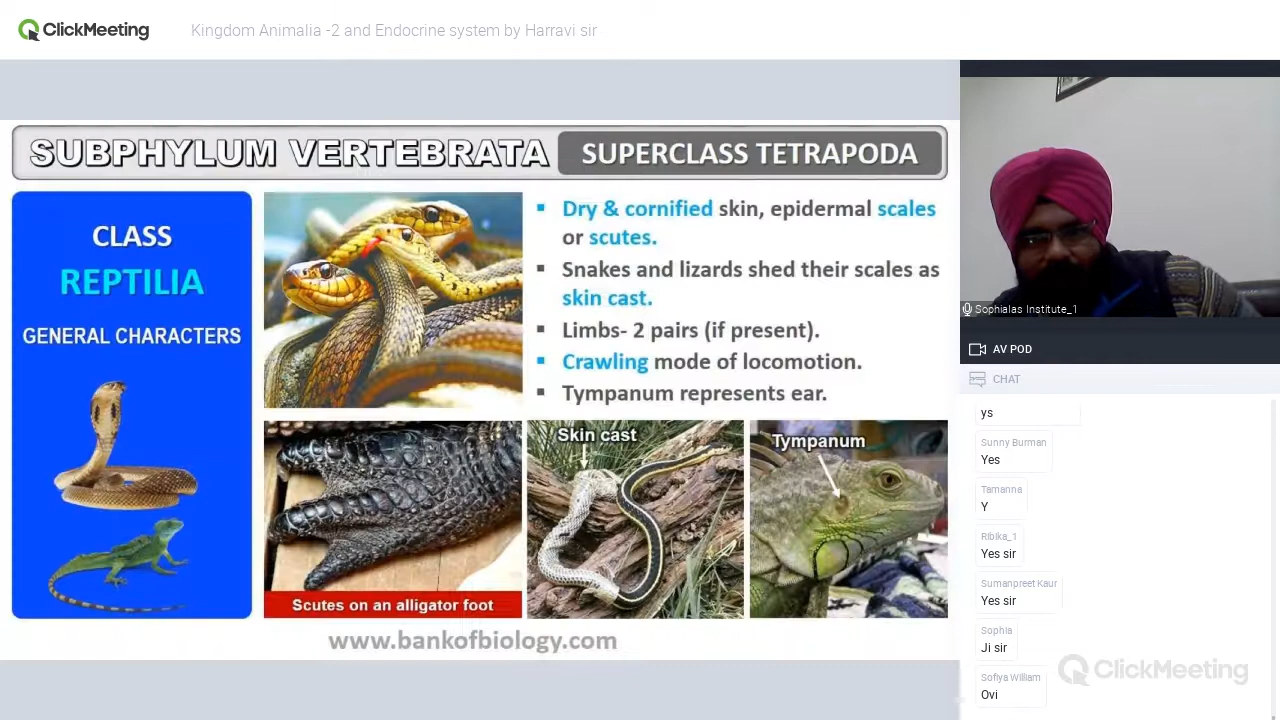 ClickMeeting
Kingdom Animalia -2 and Endocrine system by Harravi sir
SUBPHYLUM VERTEBRATA
SUPERCLASS TETRAPODA
CLASS
REPTILIA
GENERAL CHARACTERS
▪ Dry & cornified skin, epidermal scales
or scutes.
▪ Snakes and lizards shed their scales as
skin cast.
▪ Limbs- 2 pairs (if present).
▪ Crawling mode of locomotion.
▪ Tympanum represents ear.
Scutes on an alligator foot
Skin cast
Tympanum
www.bankofbiology.com
Sophialas Institute_1
AV POD
CHAT
ys
Sunny Burman
Yes
Tamanna
Y
Ribika_1
Yes sir
Sumanpreet Kaur
Yes sir
Sophia
Ji sir
Sofiya William
Ovi
ClickMeeting